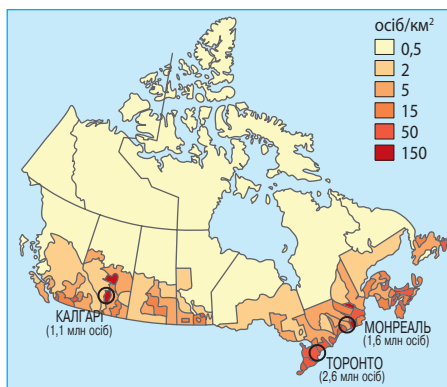 осіб/км²
0,5
2
5
15
50
150
КАЛГАРІ
(1,1 млн осіб)
МОНРЕАЛЬ
(1,6 млн осіб)
ТОРОНТО
(2,6 млн осіб)